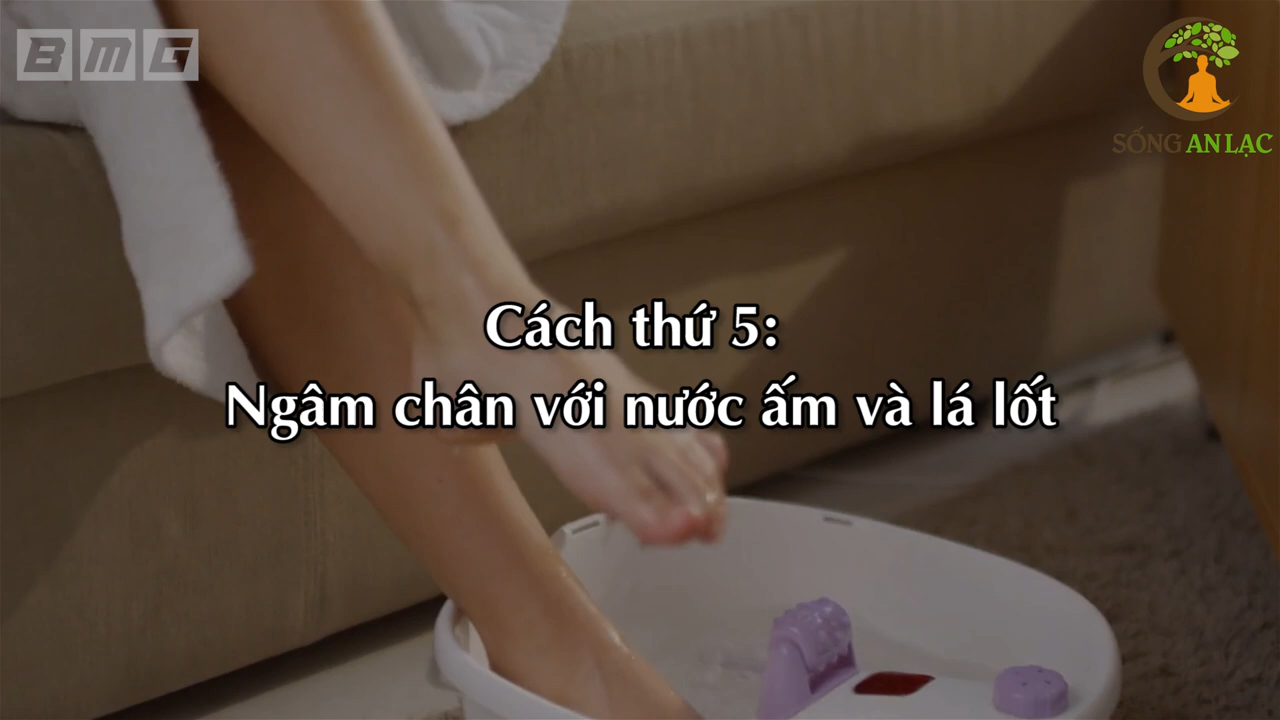 BMG
SỐNG AN LẠC
Cách thứ 5:
Ngâm chân với nước ấm và lá lốt